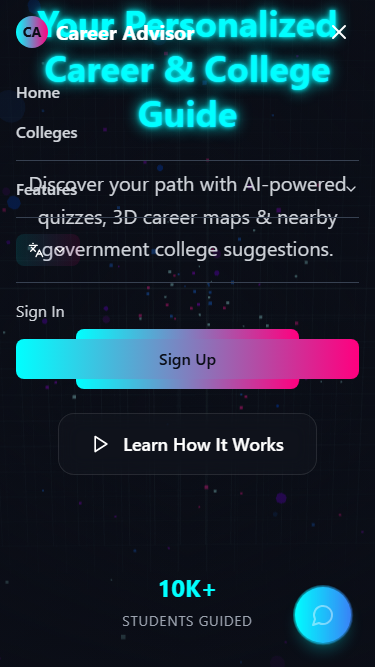 Your Personalized
CA Career Advisor
Career & College
Home
Guide
Colleges
Discover your path with AI-powered
Features
quizzes, 3D career maps & nearby
government college suggestions.
Sign In
Sign Up
Learn How It Works
10K+
STUDENTS GUIDED